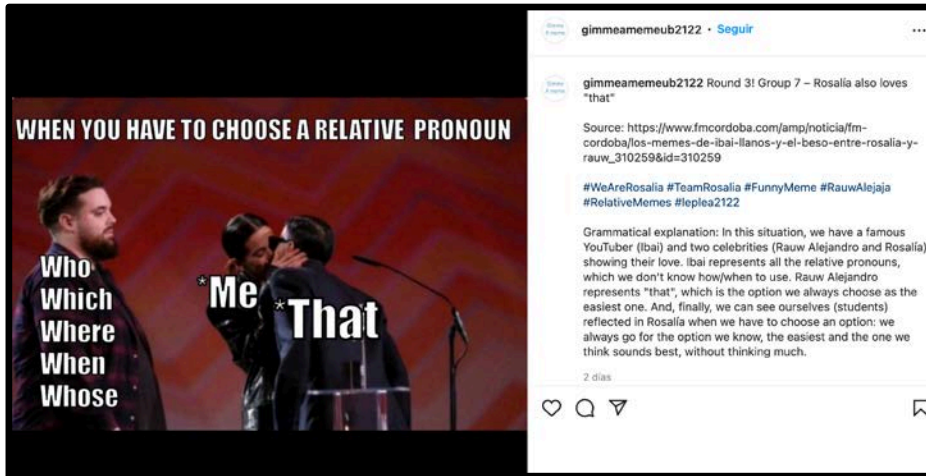 WHEN YOU HAVE TO CHOOSE A RELATIVE PRONOUN
Who
Which
Where
When
Whose
*Me
*That
gimmeamemeub2122 • Seguir
gimmeamemeub2122 Round 3! Group 7 – Rosalía also loves
"that"
Source: https://www.fmcordoba.com/amp/noticia/fm-
cordoba/los-memes-de-ibai-llanos-y-el-beso-entre-rosalia-y-
rauw_310259&id=310259
#WeAreRosalia #TeamRosalia #FunnyMeme #RauwAlejaja
#RelativeMemes #leplea2122
Grammatical explanation: In this situation, we have a famous
YouTuber (Ibai) and two celebrities (Rauw Alejandro and Rosalía)
showing their love. Ibai represents all the relative pronouns,
which we don't know how/when to use. Rauw Alejandro
represents "that", which is the option we always choose as the
easiest one. And, finally, we can see ourselves (students)
reflected in Rosalía when we have to choose an option: we
always go for the option we know, the easiest and the one we
think sounds best, without thinking much.
2 días